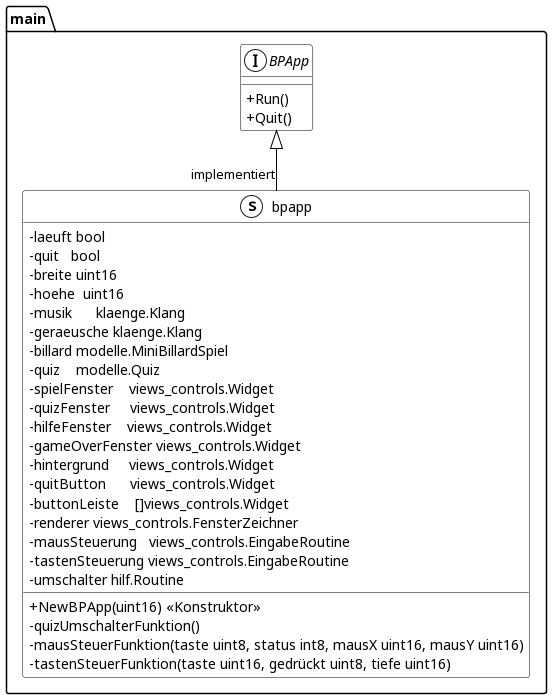 main
I BPApp
+Run()
+Quit()
implementiert
S bpapp
-laeuft bool
-quit   bool
-breite uint16
-hoehe  uint16
-musik      klaenge.Klang
-geraeusche klaenge.Klang
-billard modelle.MiniBillardSpiel
-quiz    modelle.Quiz
-spielFenster    views_controls.Widget
-quizFenster     views_controls.Widget
-hilfeFenster    views_controls.Widget
-gameOverFenster views_controls.Widget
-hintergrund     views_controls.Widget
-quitButton      views_controls.Widget
-buttonLeiste    []views_controls.Widget
-renderer views_controls.FensterZeichner
-mausSteuerung   views_controls.EingabeRoutine
-tastenSteuerung views_controls.EingabeRoutine
-umschalter hilf.Routine
+NewBPApp(uint16) «Konstruktor»
-quizUmschalterFunktion()
-mausSteuerFunktion(taste uint8, status int8, mausX uint16, mausY uint16)
-tastenSteuerFunktion(taste uint16, gedrückt uint8, tiefe uint16)